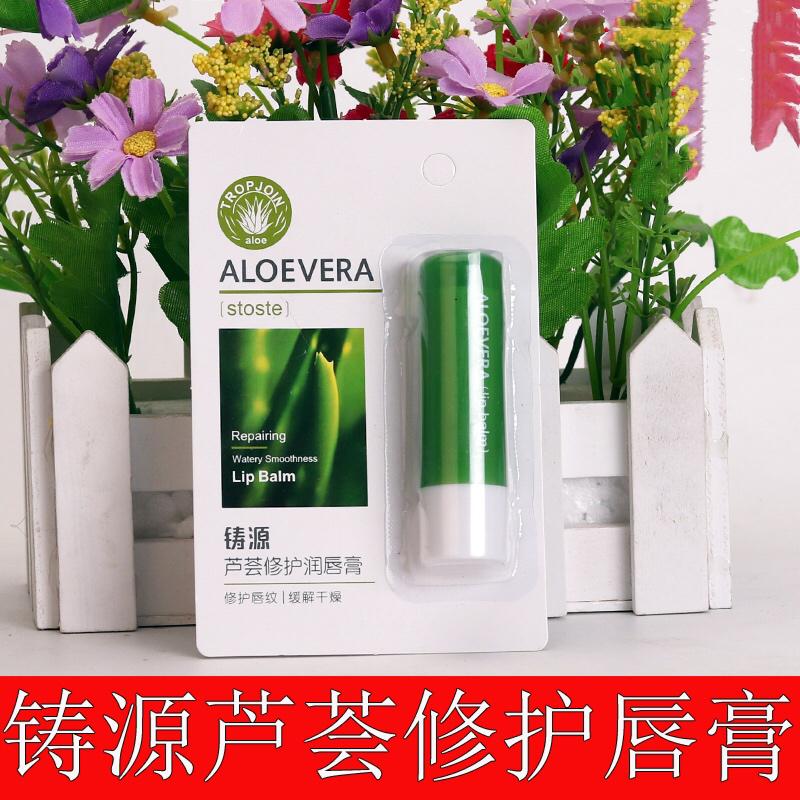 TROPJOIN
aloe
ALOEVERA
[stoste]
Repairing
Watery Smoothness
Lip Balm
铸源
芦荟修护润唇膏
修护唇纹|缓解干燥
ALOEVERA (lip balm)
铸源芦荟修护唇膏